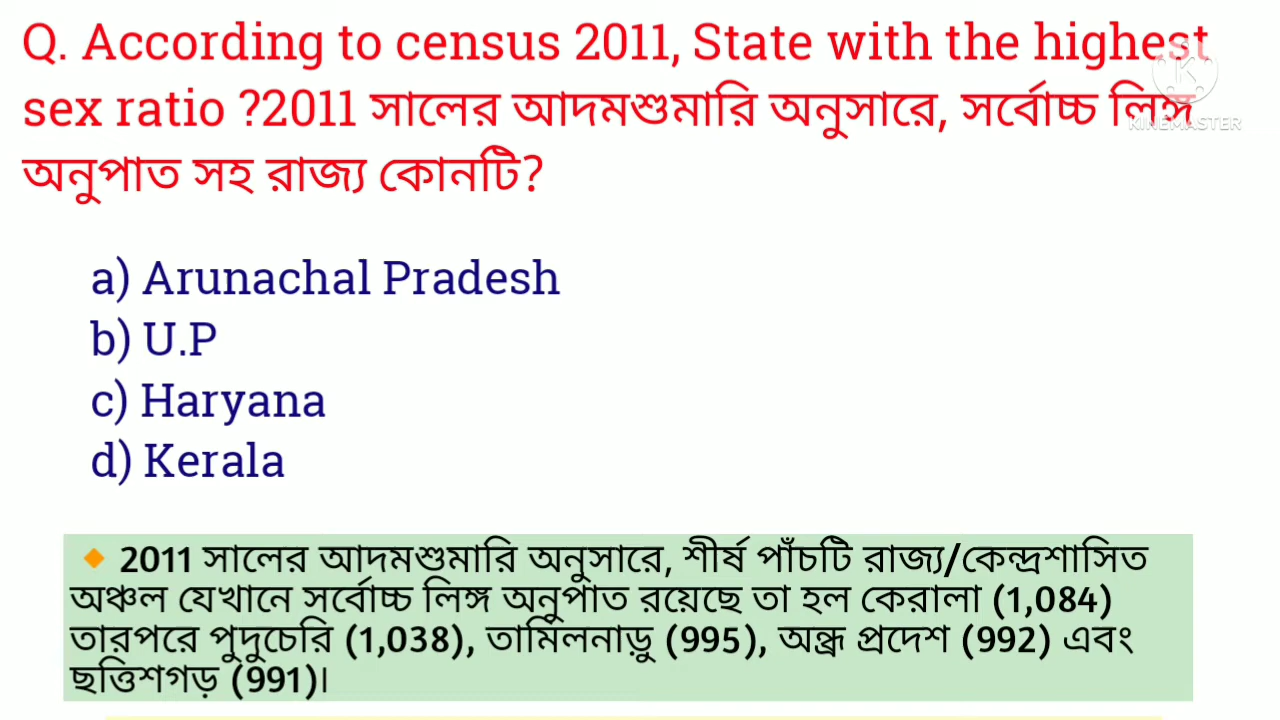 Q. According to census 2011, State with the highest
sex ratio ?2011 সালের আদমশুমারি অনুসারে, সর্বোচ্চ লিঙ্গ
KINEMASTER
অনুপাত সহ রাজ্য কোনটি?
a) Arunachal Pradesh
b) U.P
c) Haryana
d) Kerala
🔸 2011 সালের আদমশুমারি অনুসারে, শীর্ষ পাঁচটি রাজ্য/কেন্দ্রশাসিত
অঞ্চল যেখানে সর্বোচ্চ লিঙ্গ অনুপাত রয়েছে তা হল কেরালা (1,084)
তারপরে পুদুচেরি (1,038), তামিলনাড়ু (995), অন্ধ্র প্রদেশ (992) এবং
ছত্তিশগড় (991)।